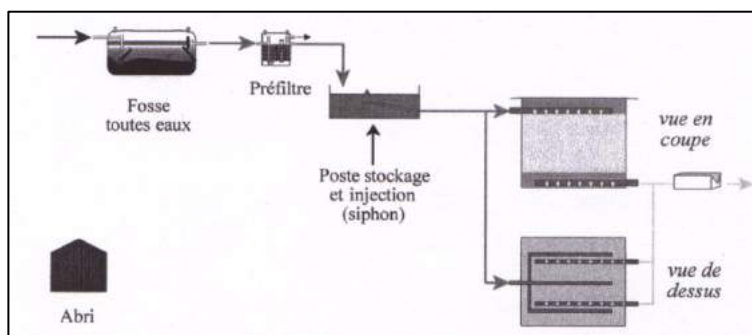 Fosse
toutes eaux
Préfiltre
Poste stockage
et injection
(siphon)
vue en
coupe
vue de
dessus
Abri